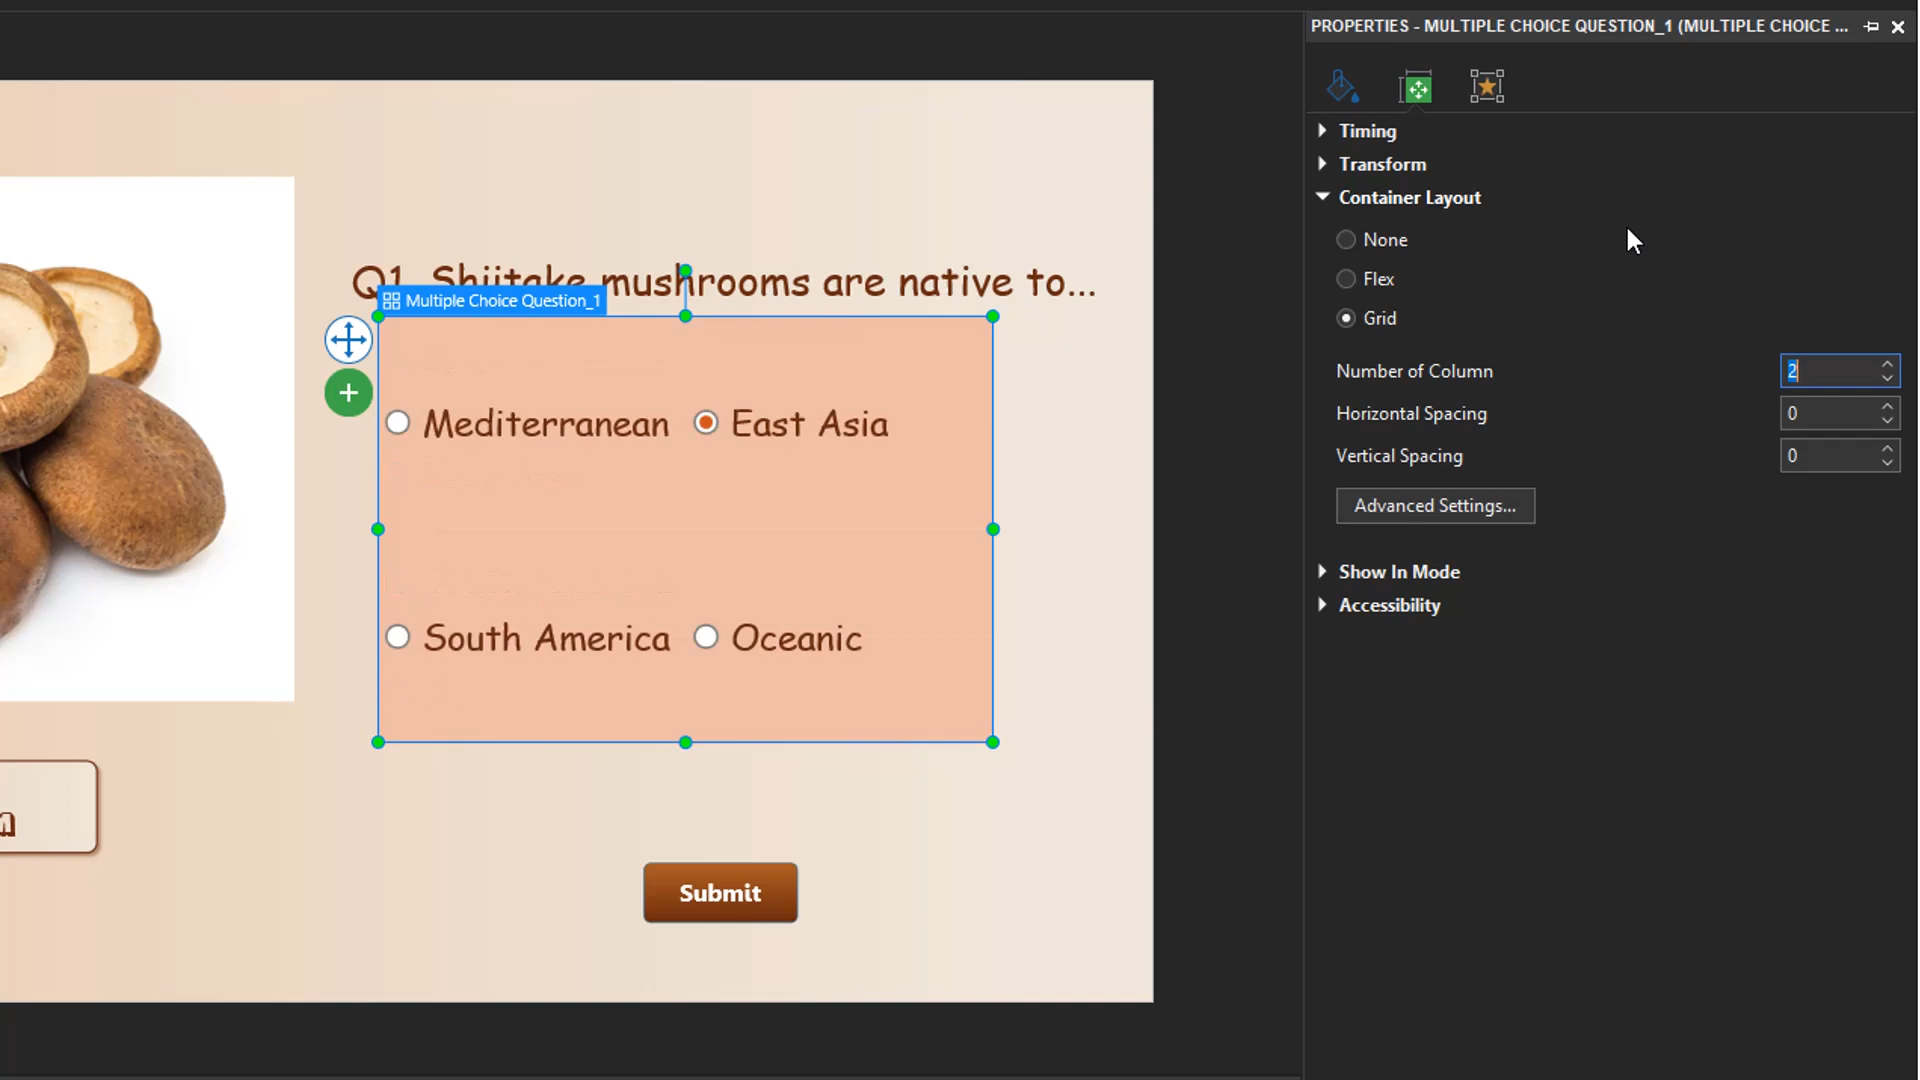 PROPERTIES - MULTIPLE CHOICE QUESTION_1 (MULTIPLE CHOICE ...
Timing
Transform
Container Layout
None
Flex
Grid
Number of Column 2
Horizontal Spacing 0
Vertical Spacing 0
Advanced Settings...
Show In Mode
Accessibility
Q1. Shiitake mushrooms are native to...
Multiple Choice Question_1
Mediterranean East Asia
South America Oceanic
Submit